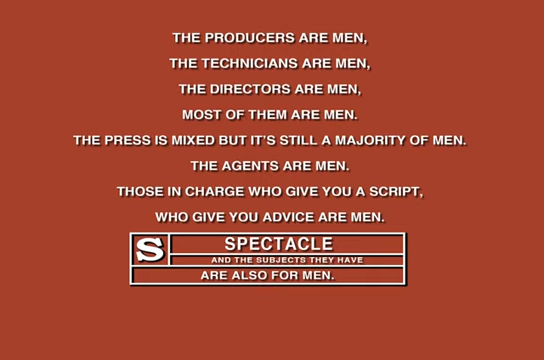 THE PRODUCERS ARE MEN,
THE TECHNICIANS ARE MEN,
THE DIRECTORS ARE MEN,
MOST OF THEM ARE MEN.
THE PRESS IS MIXED BUT IT'S STILL A MAJORITY OF MEN.
THE AGENTS ARE MEN.
THOSE IN CHARGE WHO GIVE YOU A SCRIPT,
WHO GIVE YOU ADVICE ARE MEN.
S SPECTACLE
AND THE SUBJECTS THEY HAVE
ARE ALSO FOR MEN.